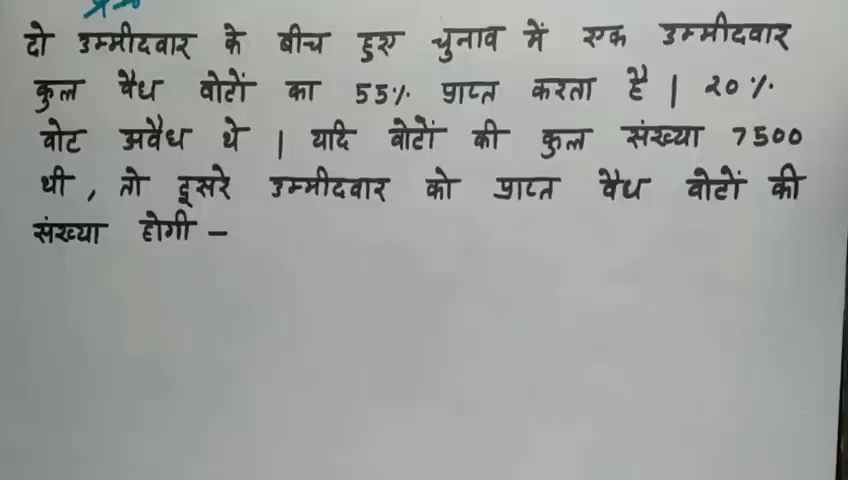 दो उम्मीदवार के बीच हुए चुनाव में एक उम्मीदवार
कुल वैध वोटों का 55% प्राप्त करता है । 20%
वोट अवैध थे । यदि वोटों की कुल संख्या 7500
थी , तो दूसरे उम्मीदवार को प्राप्त वैध वोटों की
संख्या होगी –